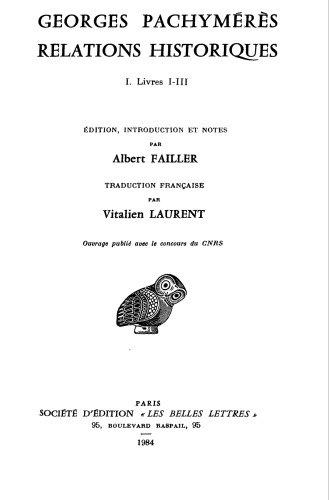 GEORGES PACHYMÉRÈS
RELATIONS HISTORIQUES
I. Livres I-III
ÉDITION, INTRODUCTION ET NOTES
PAR
Albert FAILLER
TRADUCTION FRANÇAISE
PAR
Vitalien LAURENT
Ouvrage publié avec le concours du CNRS
PARIS
SOCIÉTÉ D'ÉDITION « LES BELLES LETTRES »
95, BOULEVARD RASPAIL, 95
1984